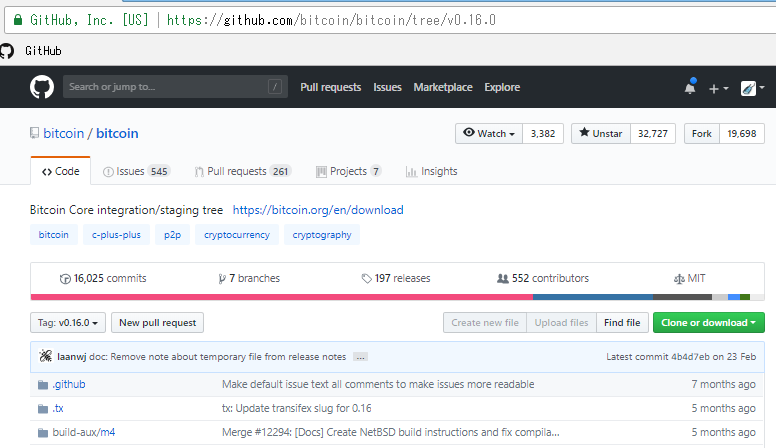 GitHub, Inc. [US] | https://github.com/bitcoin/bitcoin/tree/v0.16.0
GitHub
Search or jump to... / Pull requests Issues Marketplace Explore
bitcoin / bitcoin Watch 3,382 Unstar 32,727 Fork 19,698
Code Issues 545 Pull requests 261 Projects 7 Insights
Bitcoin Core integration/staging tree https://bitcoin.org/en/download
bitcoin c-plus-plus p2p cryptocurrency cryptography
16,025 commits 7 branches 197 releases 552 contributors MIT
Tag: v0.16.0 New pull request Create new file Upload files Find file Clone or download
laanwj doc: Remove note about temporary file from release notes ... Latest commit 4b4d7eb on 23 Feb
.github Make default issue text all comments to make issues more readable 7 months ago
.tx tx: Update transifex slug for 0.16 5 months ago
build-aux/m4 Merge #12294: [Docs] Create NetBSD build instructions and fix compila... 5 months ago